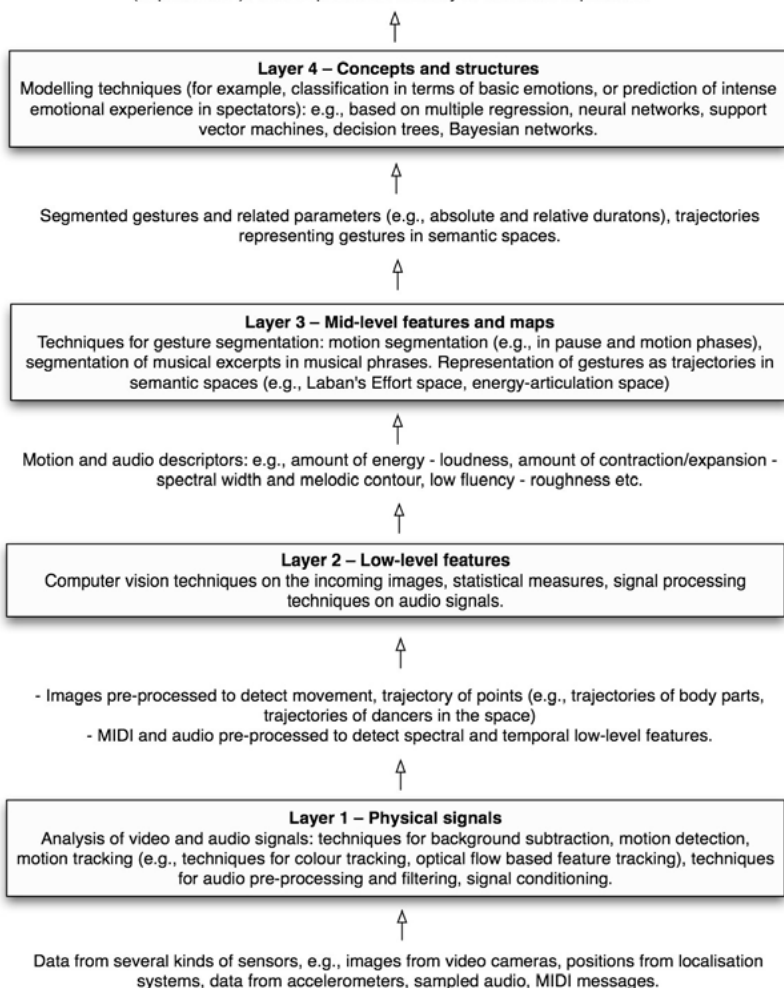 Layer 4 – Concepts and structures
Modelling techniques (for example, classification in terms of basic emotions, or prediction of intense
emotional experience in spectators): e.g., based on multiple regression, neural networks, support
vector machines, decision trees, Bayesian networks.
Segmented gestures and related parameters (e.g., absolute and relative duratons), trajectories
representing gestures in semantic spaces.
Layer 3 – Mid-level features and maps
Techniques for gesture segmentation: motion segmentation (e.g., in pause and motion phases),
segmentation of musical excerpts in musical phrases. Representation of gestures as trajectories in
semantic spaces (e.g., Laban's Effort space, energy-articulation space)
Motion and audio descriptors: e.g., amount of energy - loudness, amount of contraction/expansion -
spectral width and melodic contour, low fluency - roughness etc.
Layer 2 – Low-level features
Computer vision techniques on the incoming images, statistical measures, signal processing
techniques on audio signals.
- Images pre-processed to detect movement, trajectory of points (e.g., trajectories of body parts,
trajectories of dancers in the space)
- MIDI and audio pre-processed to detect spectral and temporal low-level features.
Layer 1 – Physical signals
Analysis of video and audio signals: techniques for background subtraction, motion detection,
motion tracking (e.g., techniques for colour tracking, optical flow based feature tracking), techniques
for audio pre-processing and filtering, signal conditioning.
Data from several kinds of sensors, e.g., images from video cameras, positions from localisation
systems, data from accelerometers, sampled audio, MIDI messages.